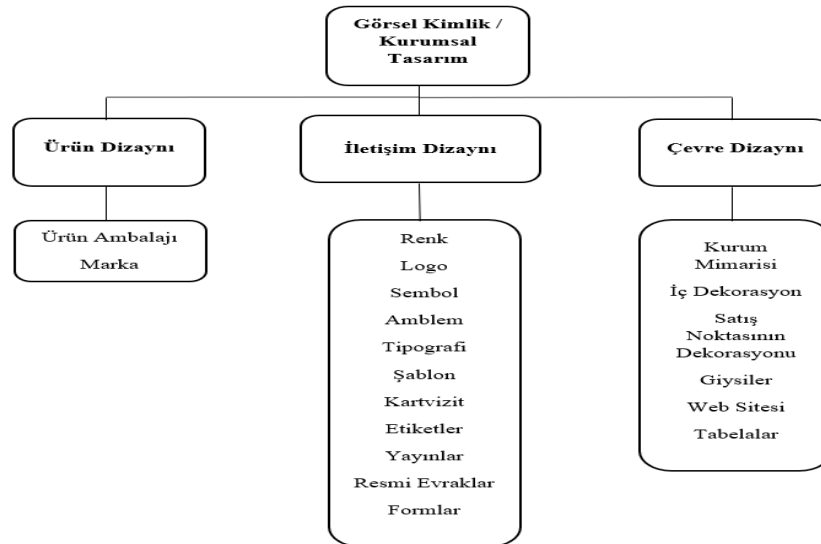 Görsel Kimlik /
Kurumsal
Tasarım
Ürün Dizaynı
İletişim Dizaynı
Çevre Dizaynı
Ürün Ambalajı
Marka
Renk
Logo
Sembol
Amblem
Tipografi
Şablon
Kartvizit
Etiketler
Yayınlar
Resmi Evraklar
Formlar
Kurum
Mimarisi
İç Dekorasyon
Satış
Noktasının
Dekorasyonu
Giysiler
Web Sitesi
Tabelalar